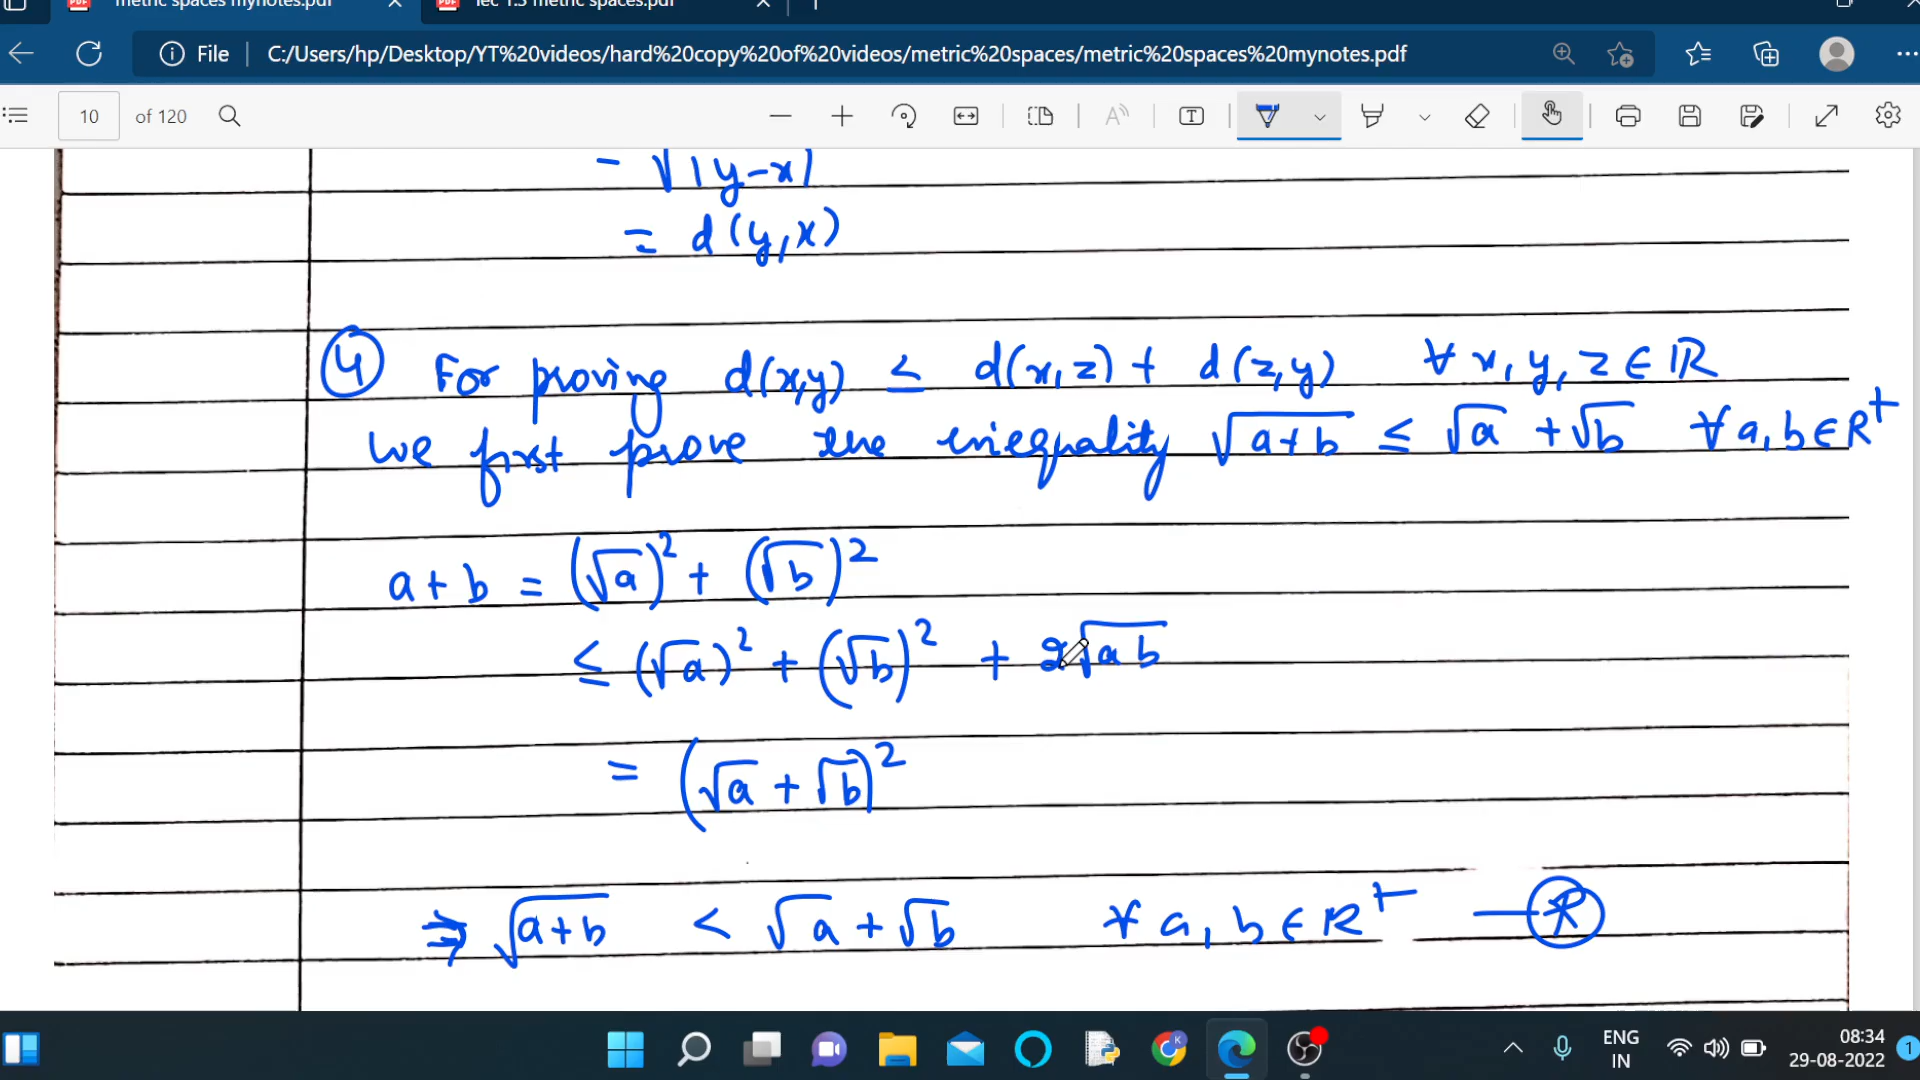 metric spaces mynotes.pdf
lec 1.3 metric spaces.pdf
File C:/Users/hp/Desktop/YT%20videos/hard%20copy%20of%20videos/metric%20spaces/metric%20spaces%20mynotes.pdf
10 of 120
= √|y-x|
= d(y,x)
④ For proving d(x,y) ≤ d(x,z) + d(z,y) ∀ x, y, z ∈ ℝ
we first prove the inequality √(a+b) ≤ √a + √b ∀ a, b ∈ R⁺
a+b = (√a)² + (√b)²
≤ (√a)² + (√b)² + 2√ab
= (√a + √b)²
⇒ √(a+b) < √a + √b ∀ a, b ∈ ℝ⁺ — Ⓡ
ENG
IN
08:34
29-08-2022
1